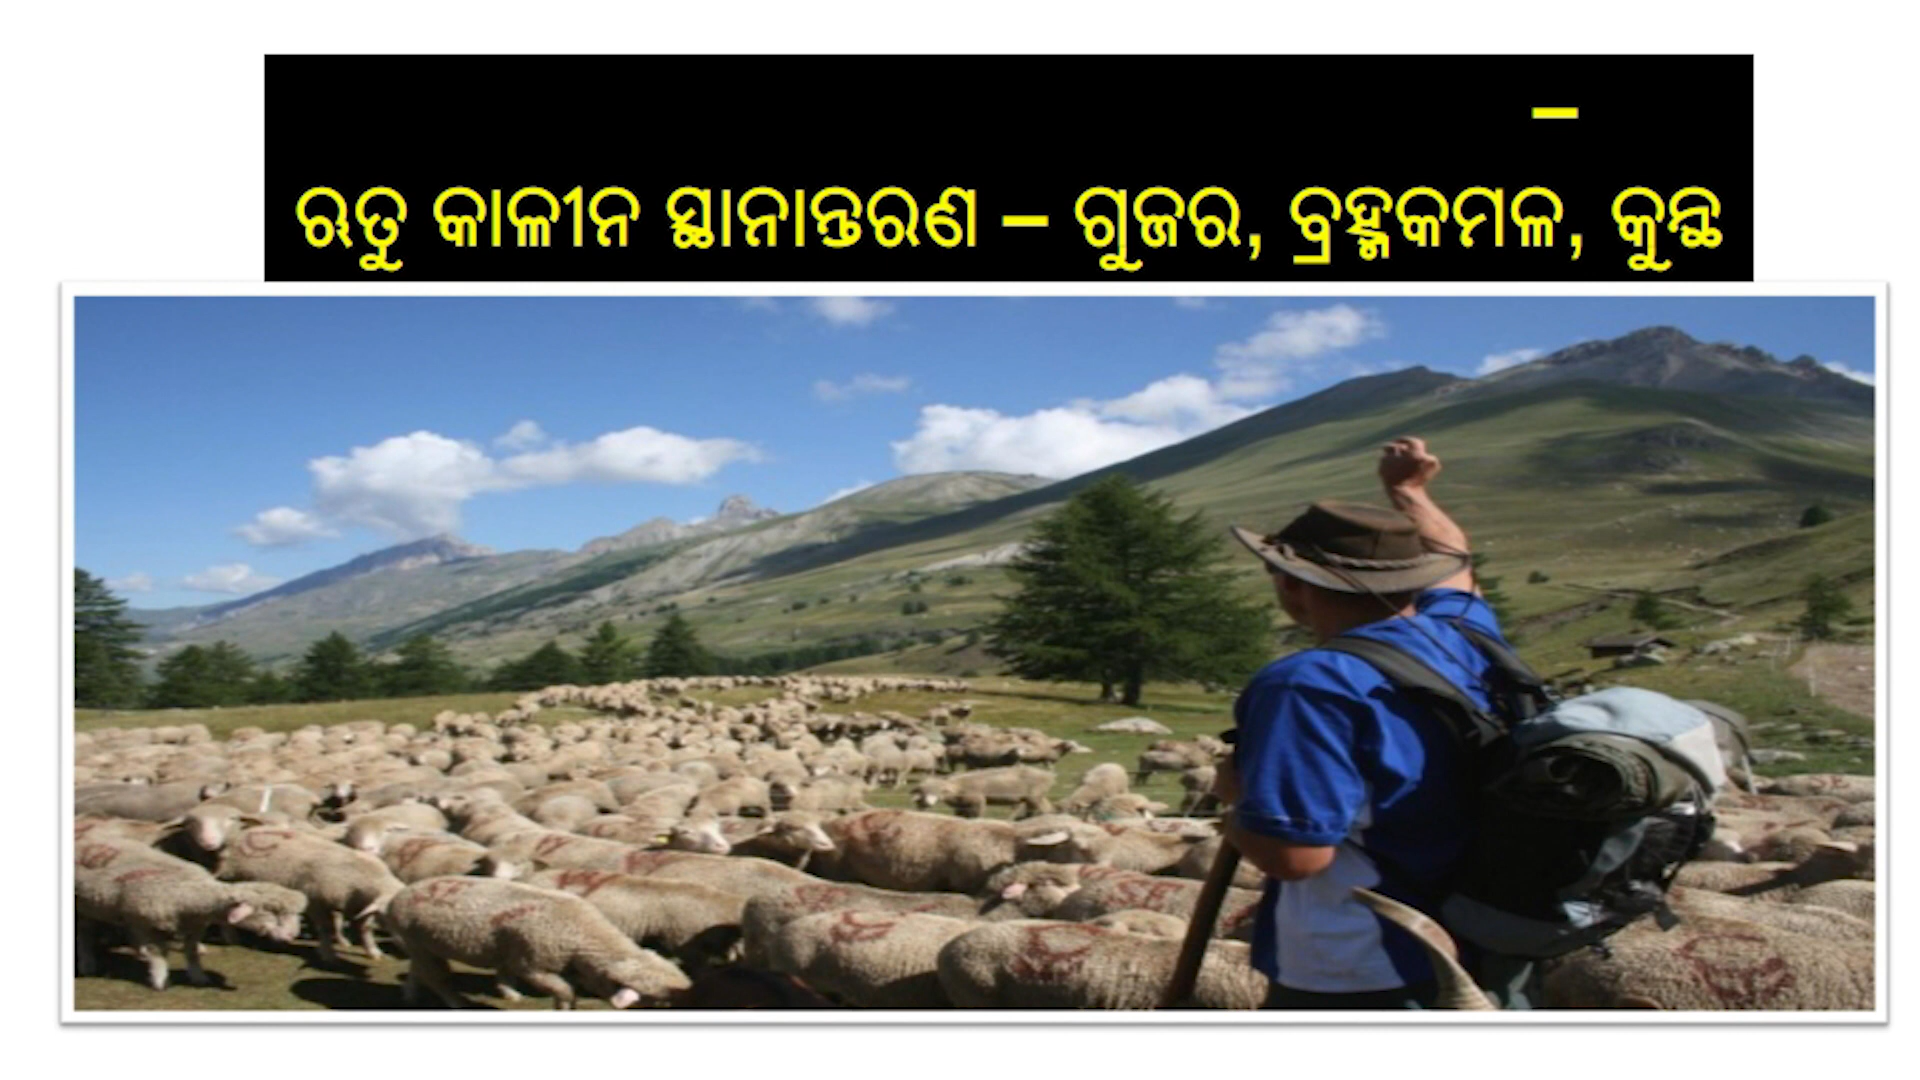 –
ଋତୁ କାଳୀନ ସ୍ଥାନାନ୍ତରଣ – ଗୁଜର, ବ୍ରହ୍ମକମଳ, କୁନ୍ଥ